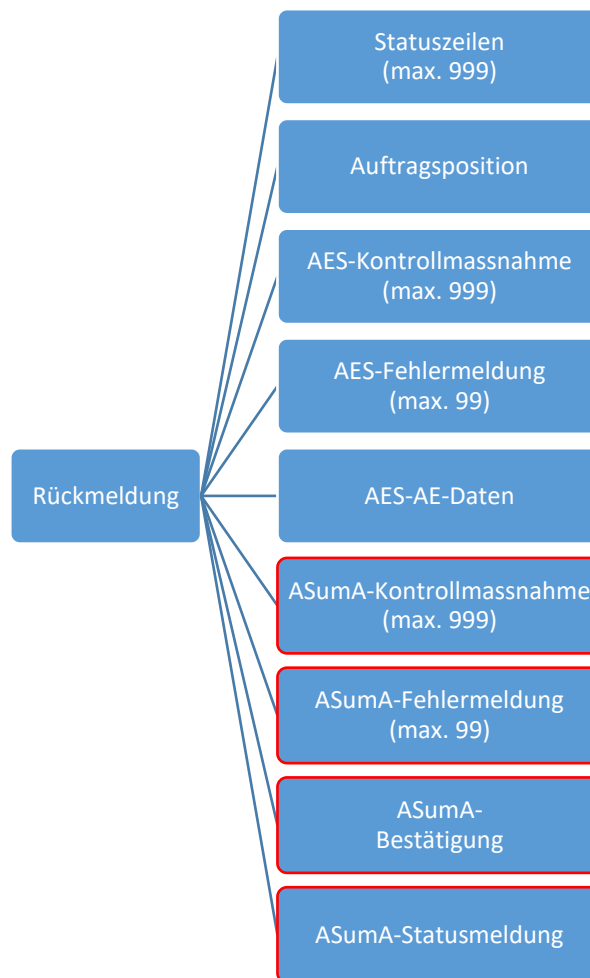 Statuszeilen
(max. 999)
Auftragsposition
AES-Kontrollmassnahme
(max. 999)
AES-Fehlermeldung
(max. 99)
Rückmeldung
AES-AE-Daten
ASumA-Kontrollmassnahme
(max. 999)
ASumA-Fehlermeldung
(max. 99)
ASumA-
Bestätigung
ASumA-Statusmeldung